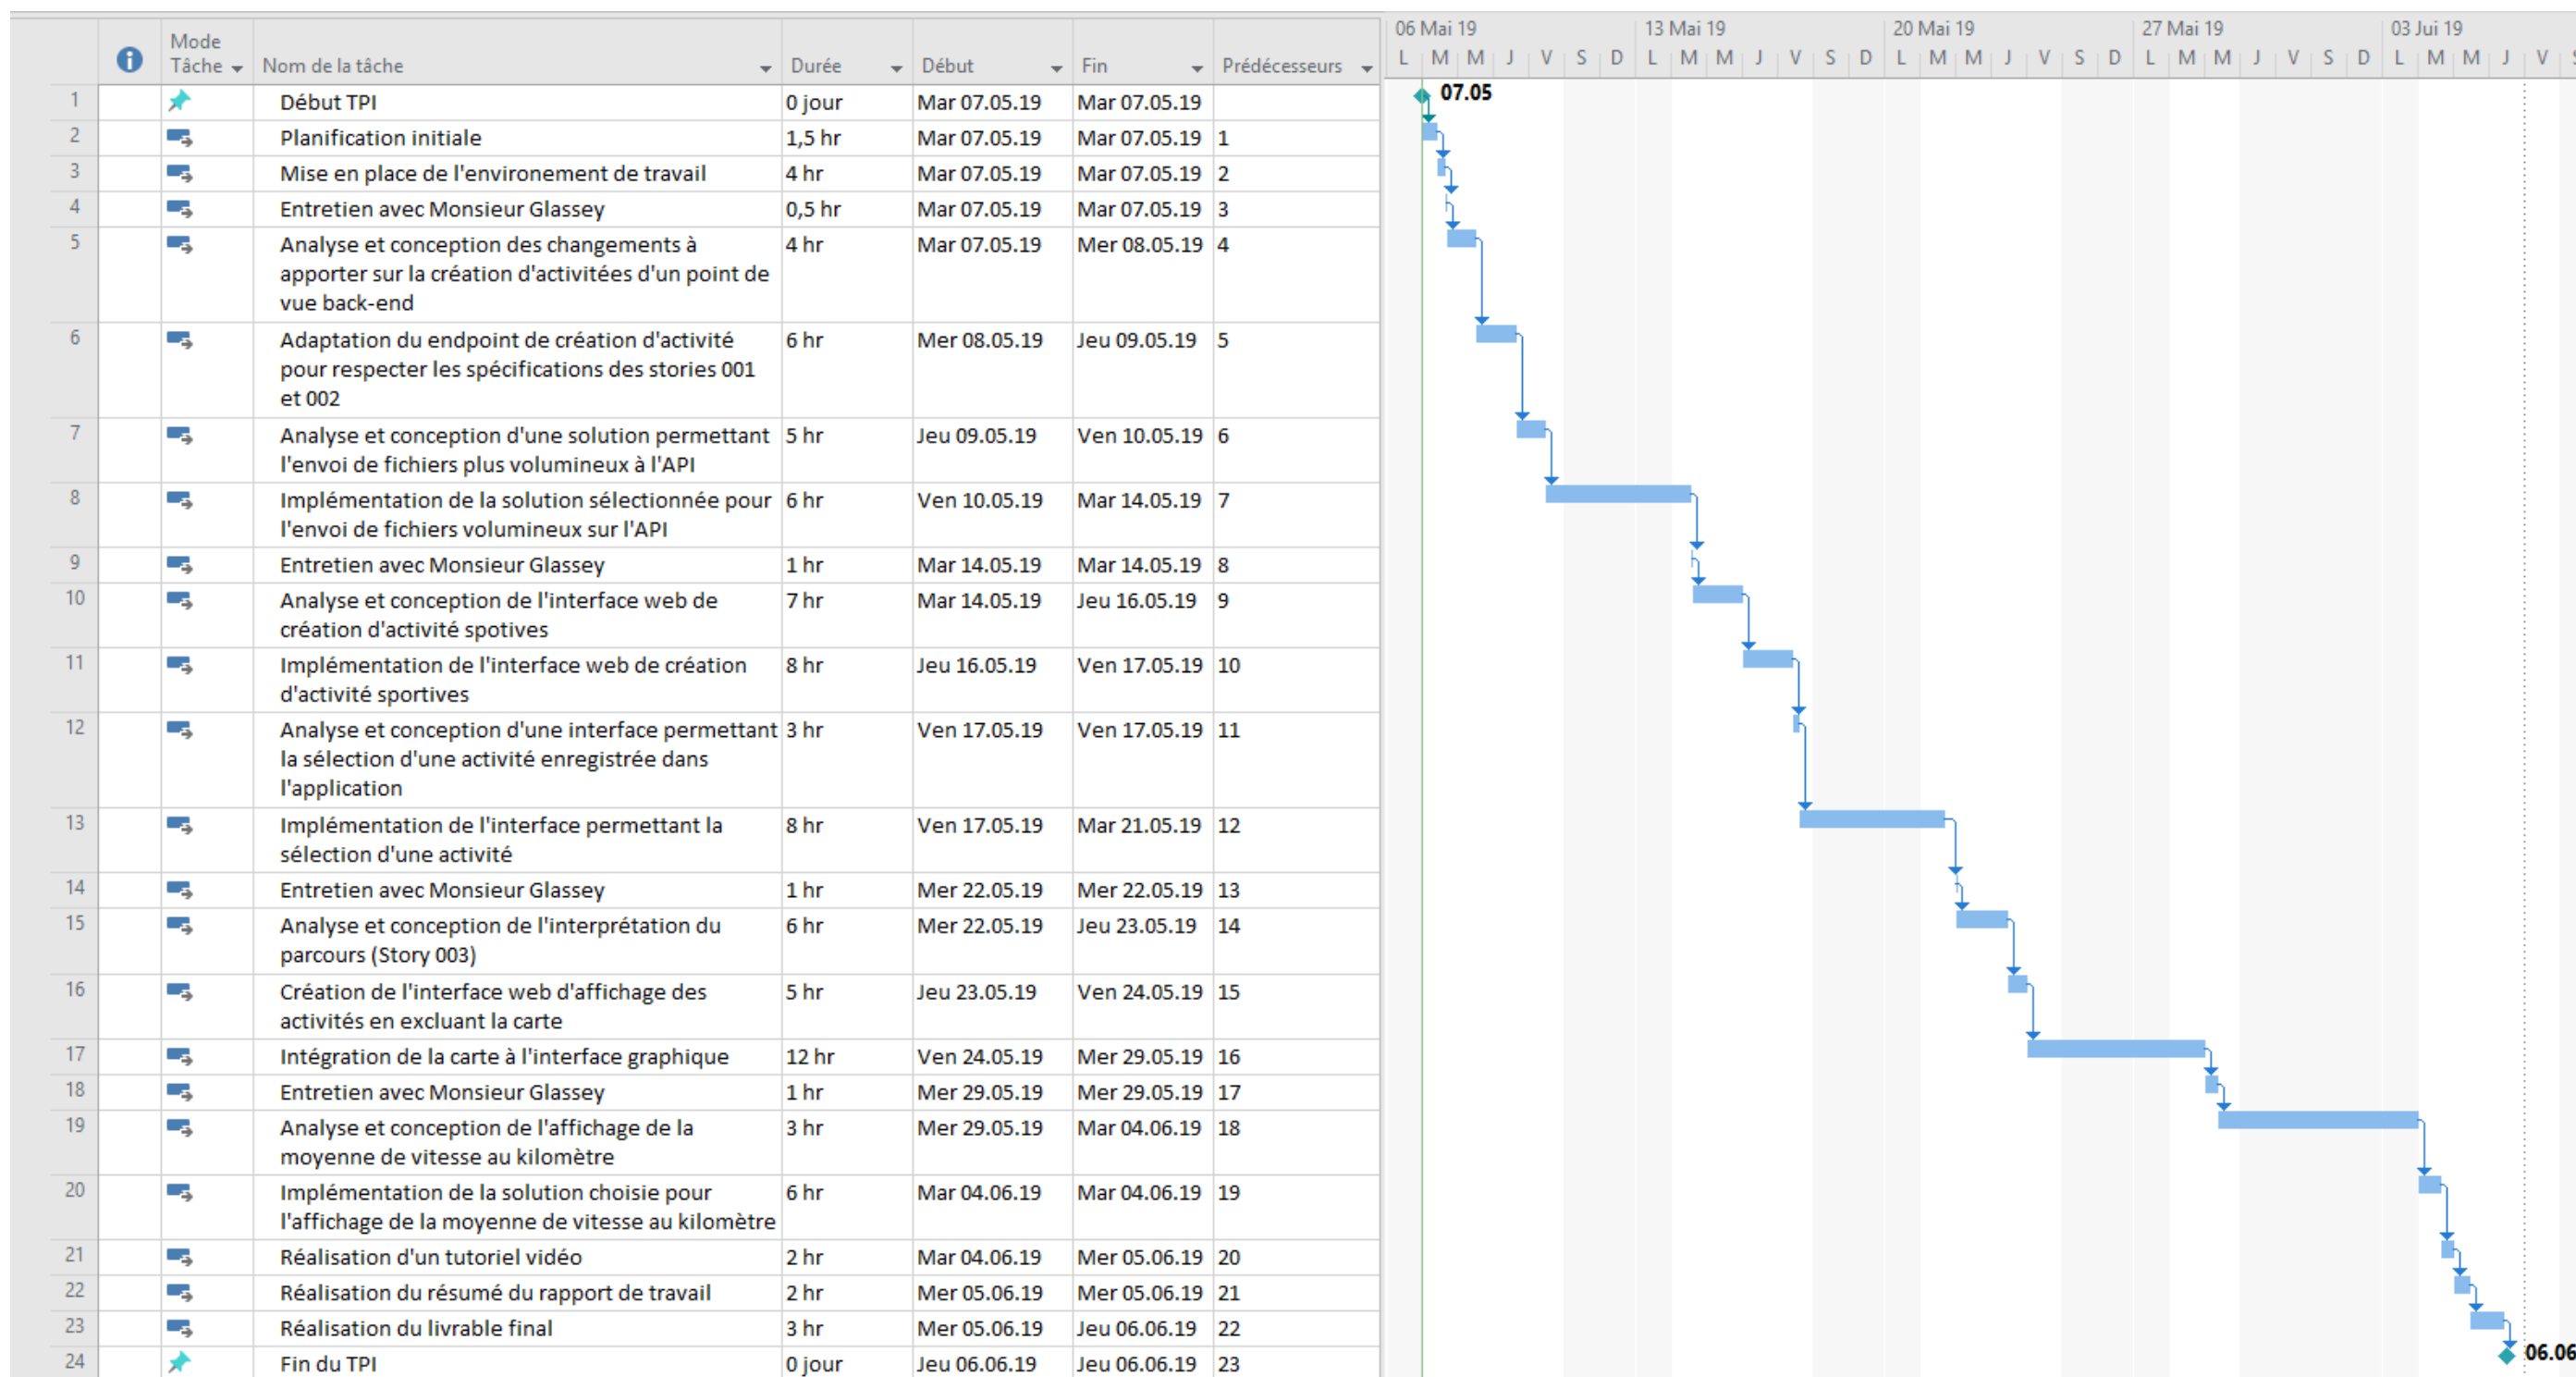 06 Mai 19 13 Mai 19 20 Mai 19 27 Mai 19 03 Jui 19
Mode
Tâche Nom de la tâche Durée Début Fin Prédécesseurs
L M M J V S D L M M J V S D L M M J V S D L M M J V S D L M M J V S
1 Début TPI 0 jour Mar 07.05.19 Mar 07.05.19
07.05
2 Planification initiale 1,5 hr Mar 07.05.19 Mar 07.05.19 1
3 Mise en place de l'environement de travail 4 hr Mar 07.05.19 Mar 07.05.19 2
4 Entretien avec Monsieur Glassey 0,5 hr Mar 07.05.19 Mar 07.05.19 3
5 Analyse et conception des changements à 4 hr Mar 07.05.19 Mer 08.05.19 4
apporter sur la création d'activitées d'un point de
vue back-end
6 Adaptation du endpoint de création d'activité 6 hr Mer 08.05.19 Jeu 09.05.19 5
pour respecter les spécifications des stories 001
et 002
7 Analyse et conception d'une solution permettant 5 hr Jeu 09.05.19 Ven 10.05.19 6
l'envoi de fichiers plus volumineux à l'API
8 Implémentation de la solution sélectionnée pour 6 hr Ven 10.05.19 Mar 14.05.19 7
l'envoi de fichiers volumineux sur l'API
9 Entretien avec Monsieur Glassey 1 hr Mar 14.05.19 Mar 14.05.19 8
10 Analyse et conception de l'interface web de 7 hr Mar 14.05.19 Jeu 16.05.19 9
création d'activité spotives
11 Implémentation de l'interface web de création 8 hr Jeu 16.05.19 Ven 17.05.19 10
d'activité sportives
12 Analyse et conception d'une interface permettant 3 hr Ven 17.05.19 Ven 17.05.19 11
la sélection d'une activité enregistrée dans
l'application
13 Implémentation de l'interface permettant la 8 hr Ven 17.05.19 Mar 21.05.19 12
sélection d'une activité
14 Entretien avec Monsieur Glassey 1 hr Mer 22.05.19 Mer 22.05.19 13
15 Analyse et conception de l'interprétation du 6 hr Mer 22.05.19 Jeu 23.05.19 14
parcours (Story 003)
16 Création de l'interface web d'affichage des 5 hr Jeu 23.05.19 Ven 24.05.19 15
activités en excluant la carte
17 Intégration de la carte à l'interface graphique 12 hr Ven 24.05.19 Mer 29.05.19 16
18 Entretien avec Monsieur Glassey 1 hr Mer 29.05.19 Mer 29.05.19 17
19 Analyse et conception de l'affichage de la 3 hr Mer 29.05.19 Mar 04.06.19 18
moyenne de vitesse au kilomètre
20 Implémentation de la solution choisie pour 6 hr Mar 04.06.19 Mar 04.06.19 19
l'affichage de la moyenne de vitesse au kilomètre
21 Réalisation d'un tutoriel vidéo 2 hr Mar 04.06.19 Mer 05.06.19 20
22 Réalisation du résumé du rapport de travail 2 hr Mer 05.06.19 Mer 05.06.19 21
23 Réalisation du livrable final 3 hr Mer 05.06.19 Jeu 06.06.19 22
24 Fin du TPI 0 jour Jeu 06.06.19 Jeu 06.06.19 23
06.06